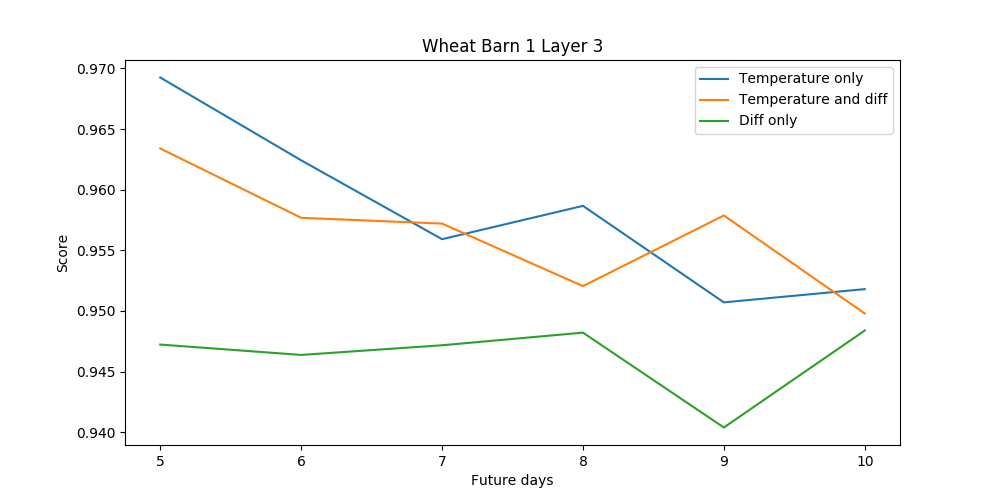 Wheat Barn 1 Layer 3
Temperature only
Temperature and diff
Diff only
Score
0.970
0.965
0.960
0.955
0.950
0.945
0.940
5 6 7 8 9 10
Future days